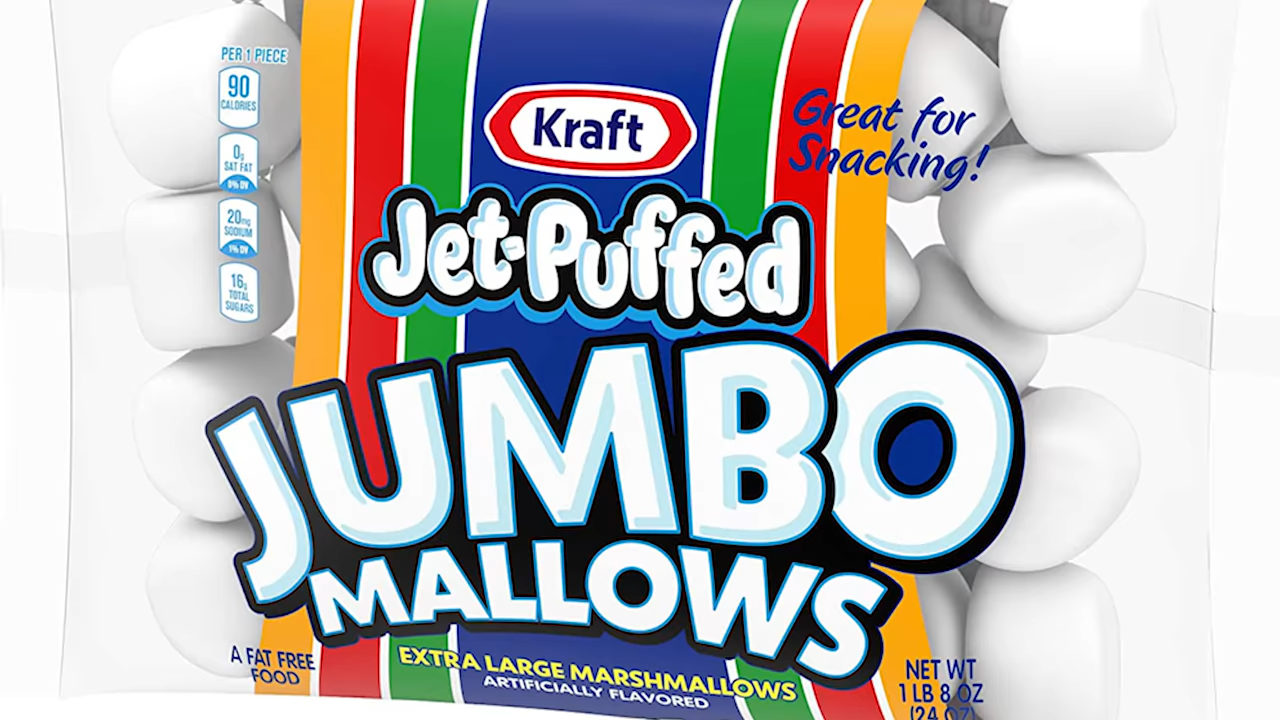 PER 1 PIECE
90
CALORIES
0g
SAT FAT
0% DV
20mg
SODIUM
1% DV
16g
TOTAL
SUGARS
Kraft
Great for
Snacking!
Jet-Puffed
JUMBO
MALLOWS
A FAT FREE
FOOD
EXTRA LARGE MARSHMALLOWS
ARTIFICIALLY FLAVORED
NET WT
1 LB 8 OZ
(24 OZ)